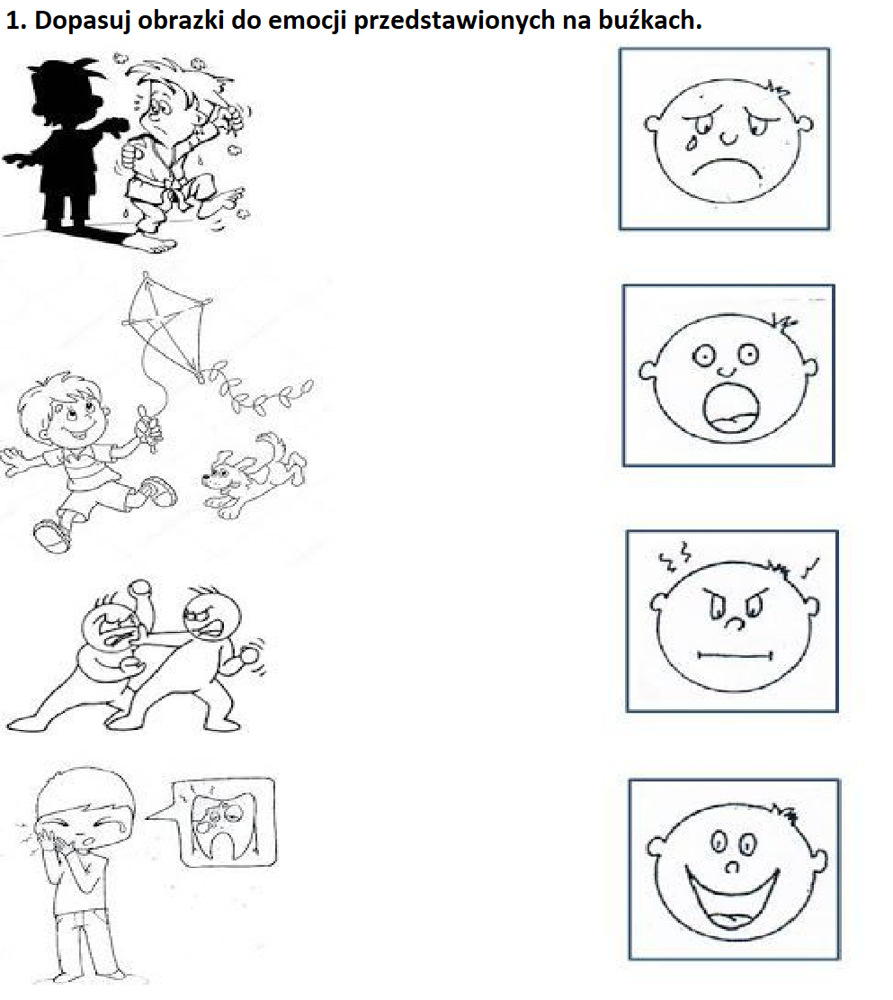 1. Dopasuj obrazki do emocji przedstawionych na buźkach.